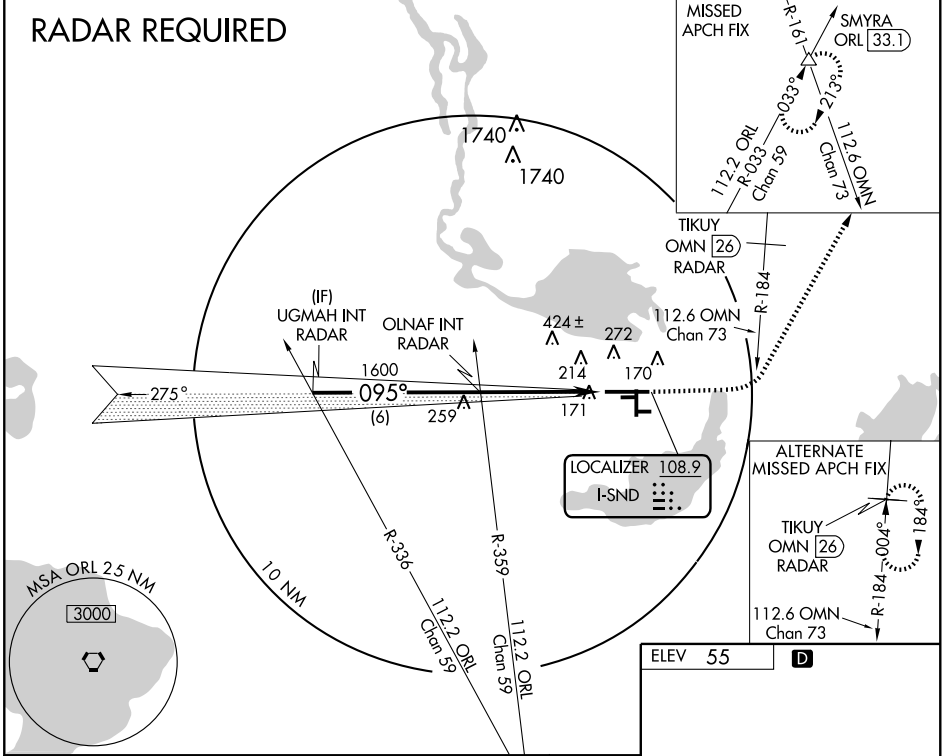 RADAR REQUIRED
MISSED
APCH FIX
R-161
SMYRA
ORL 33.1
033°
213°
112.2 ORL
R-033
Chan 59
112.6 OMN
Chan 73
1740
1740
TIKUY
OMN 26
RADAR
R-184
112.6 OMN
Chan 73
(IF)
UGMAH INT
RADAR
OLNAF INT
RADAR
424 ±
272
214
170
171
259
1600
095°
(6)
275°
LOCALIZER 108.9
I-SND
R-336
112.2 ORL
Chan 59
R-359
112.2 ORL
Chan 59
10 NM
MSA ORL 25 NM
3000
ALTERNATE
MISSED APCH FIX
TIKUY
OMN 26
RADAR
004°
184°
R-184
112.6 OMN
Chan 73
ELEV 55
D